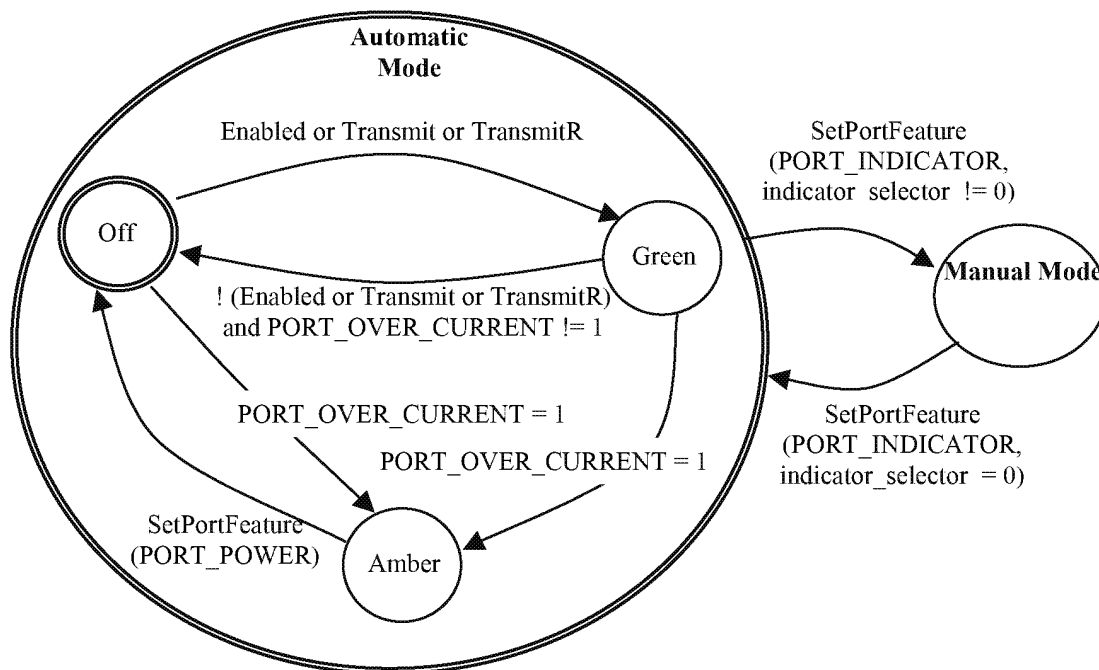 Automatic
Mode
Enabled or Transmit or TransmitR
SetPortFeature
(PORT_INDICATOR,
indicator_selector != 0)
Off
Green
Manual Mode
! (Enabled or Transmit or TransmitR)
and PORT_OVER_CURRENT != 1
PORT_OVER_CURRENT = 1
PORT_OVER_CURRENT = 1
SetPortFeature
(PORT_INDICATOR,
indicator_selector = 0)
SetPortFeature
(PORT_POWER)
Amber